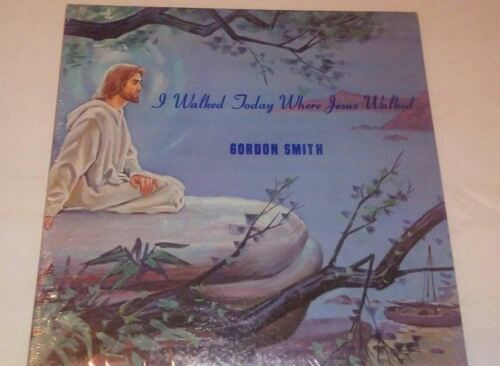 I Walked Today Where Jesus Walked
GORDON SMITH